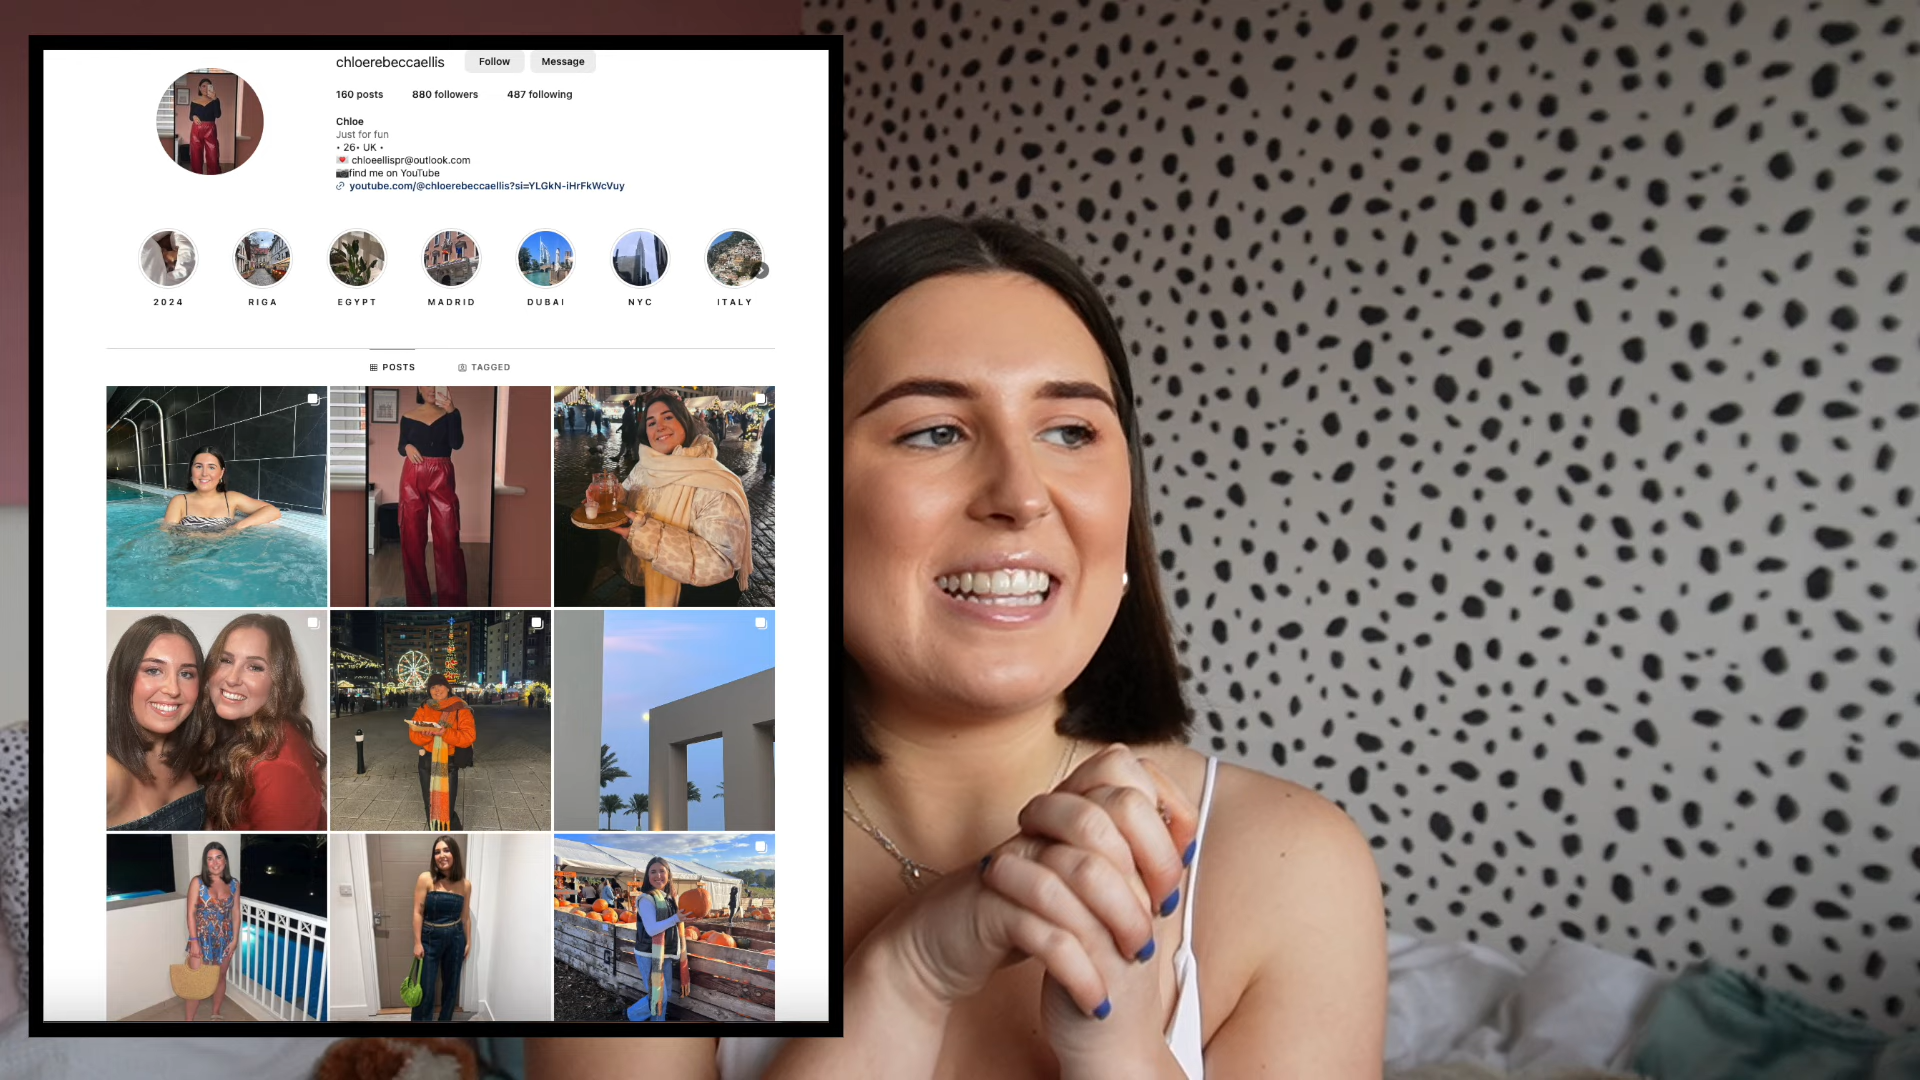 chloerebeccaellis Follow Message
160 posts 880 followers 487 following
Chloe
Just for fun
• 26• UK •
💌 chloeellispr@outlook.com
📷find me on YouTube
youtube.com/@chloerebeccaellis?si=YLGkN-iHrFkWcVuy
2024 RIGA EGYPT MADRID DUBAI NYC ITALY
POSTS TAGGED